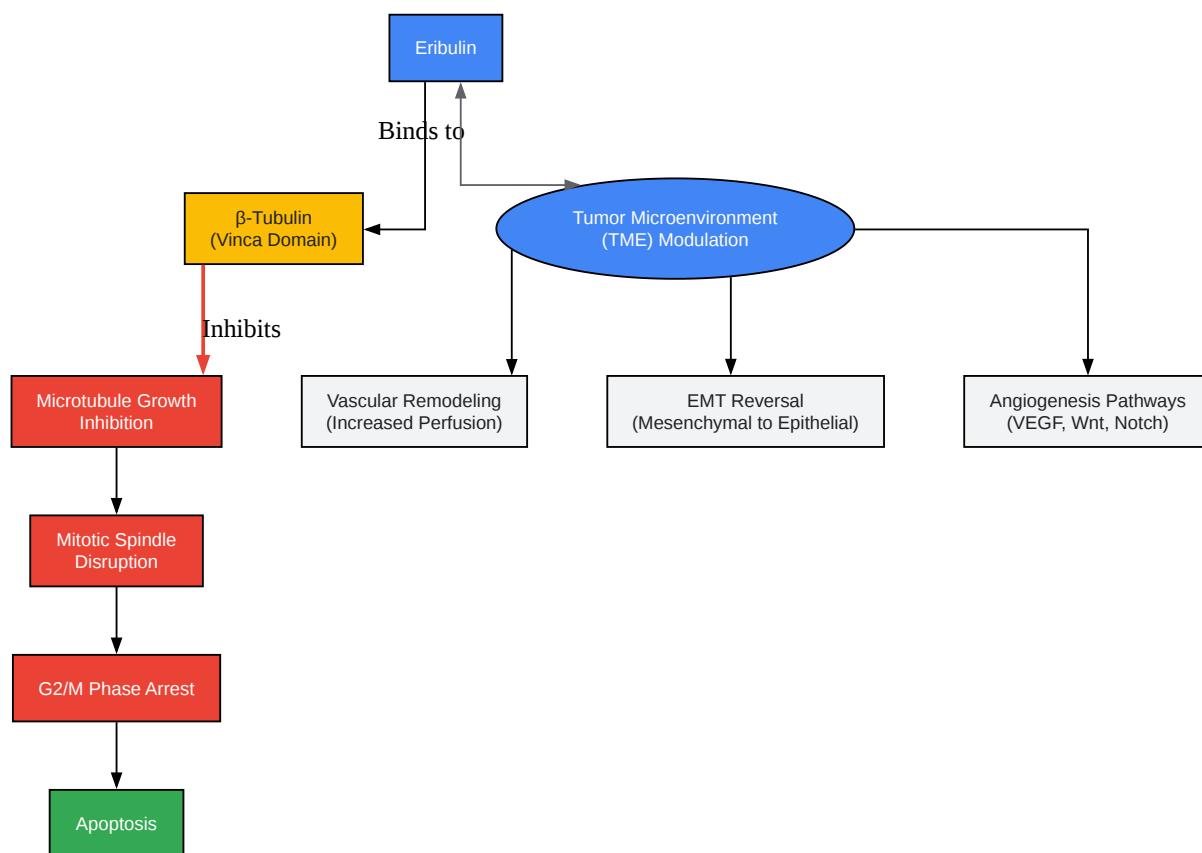 Eribulin
Binds to
β-Tubulin
(Vinca Domain)
Tumor Microenvironment
(TME) Modulation
Inhibits
Microtubule Growth
Inhibition
Vascular Remodeling
(Increased Perfusion)
EMT Reversal
(Mesenchymal to Epithelial)
Angiogenesis Pathways
(VEGF, Wnt, Notch)
Mitotic Spindle
Disruption
G2/M Phase Arrest
Apoptosis